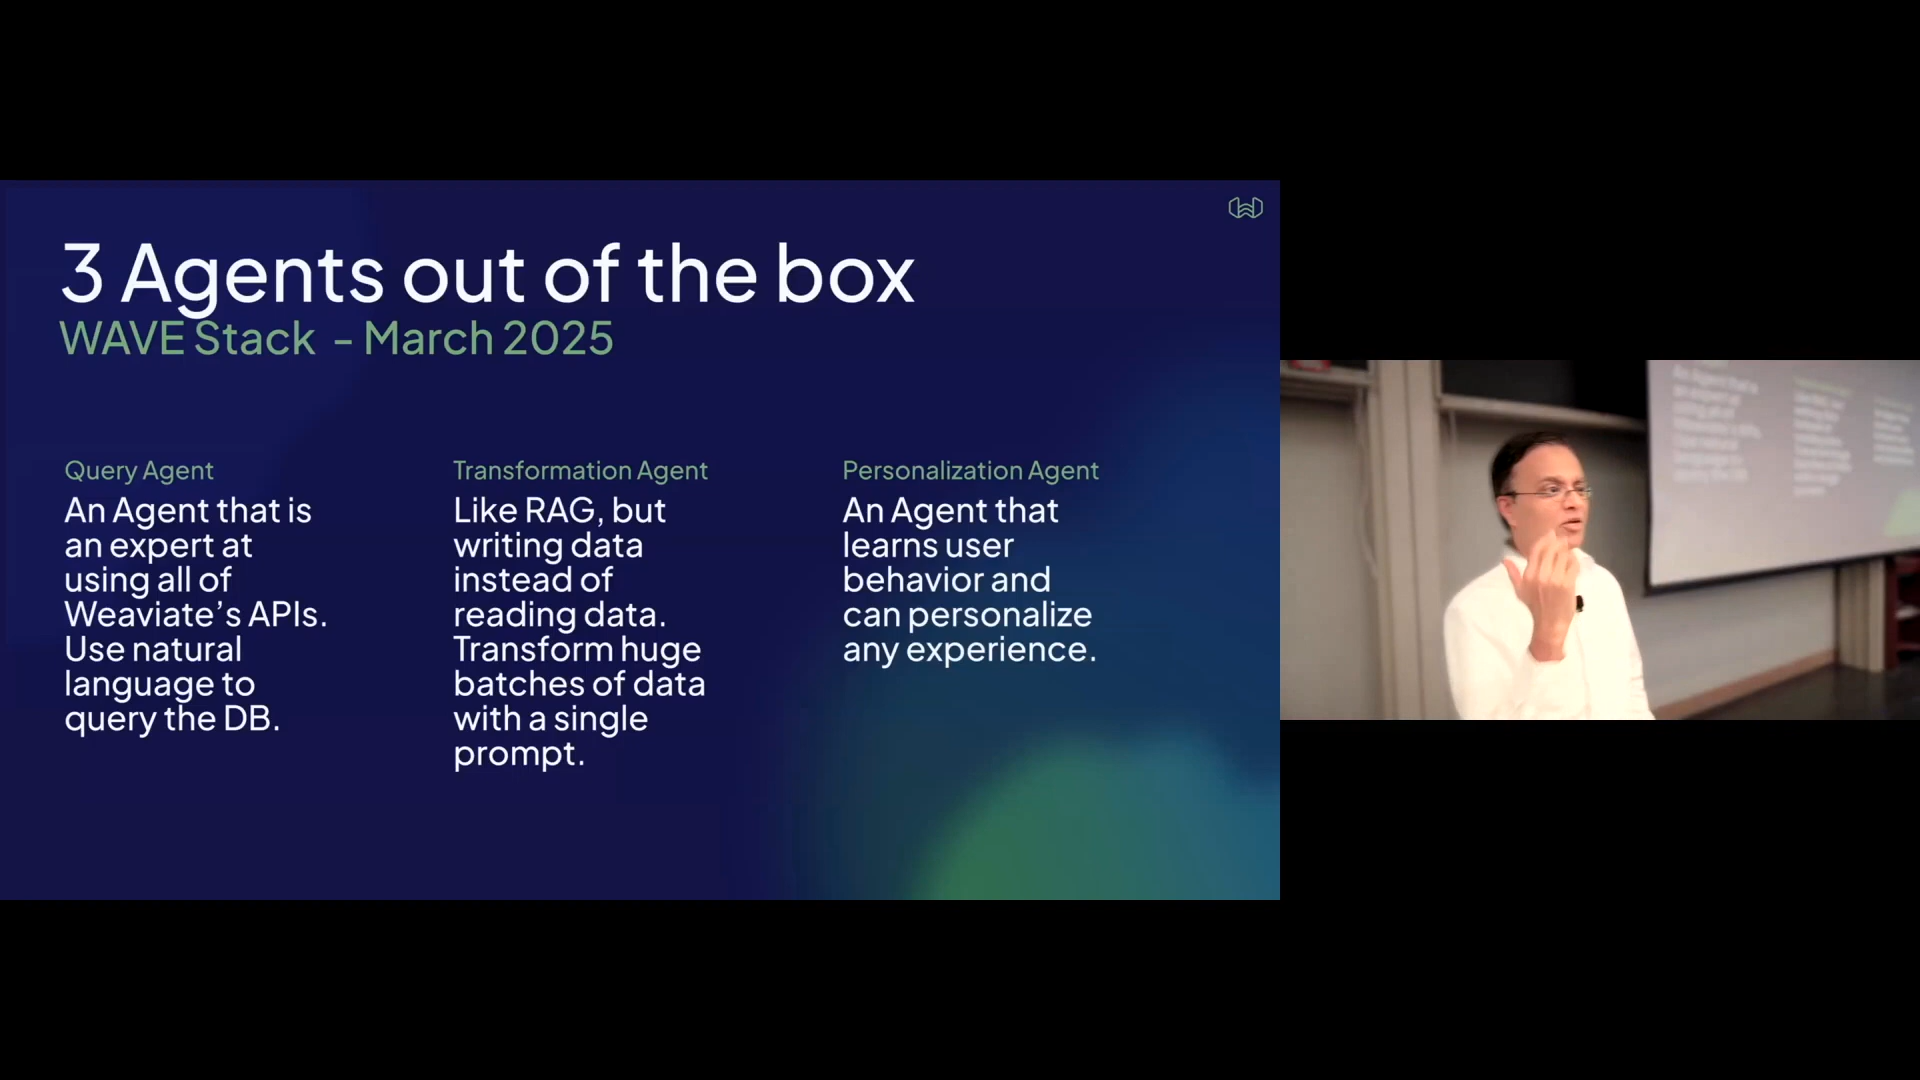 3 Agents out of the box
WAVE Stack - March 2025
Query Agent
An Agent that is
an expert at
using all of
Weaviate's APIs.
Use natural
language to
query the DB.
Transformation Agent
Like RAG, but
writing data
instead of
reading data.
Transform huge
batches of data
with a single
prompt.
Personalization Agent
An Agent that
learns user
behavior and
can personalize
any experience.